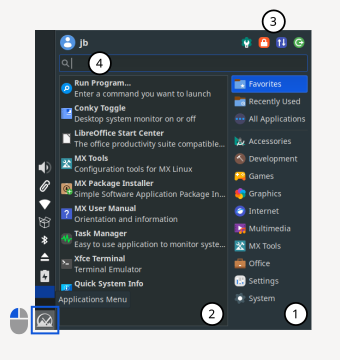 3
jb
4
Run Program...
Enter a command you want to launch
Conky Toggle
Desktop system monitor on or off
LibreOffice Start Center
The office productivity suite compatible...
MX Tools
Configuration tools for MX Linux
MX Package Installer
Simple Software Application Package In...
MX User Manual
Orientation and information
Task Manager
Easy to use application to monitor syste...
Xfce Terminal
Terminal Emulator
Quick System Info
Applications Menu
2
Favorites
Recently Used
All Applications
Accessories
Development
Games
Graphics
Internet
Multimedia
MX Tools
Office
Settings
System
1